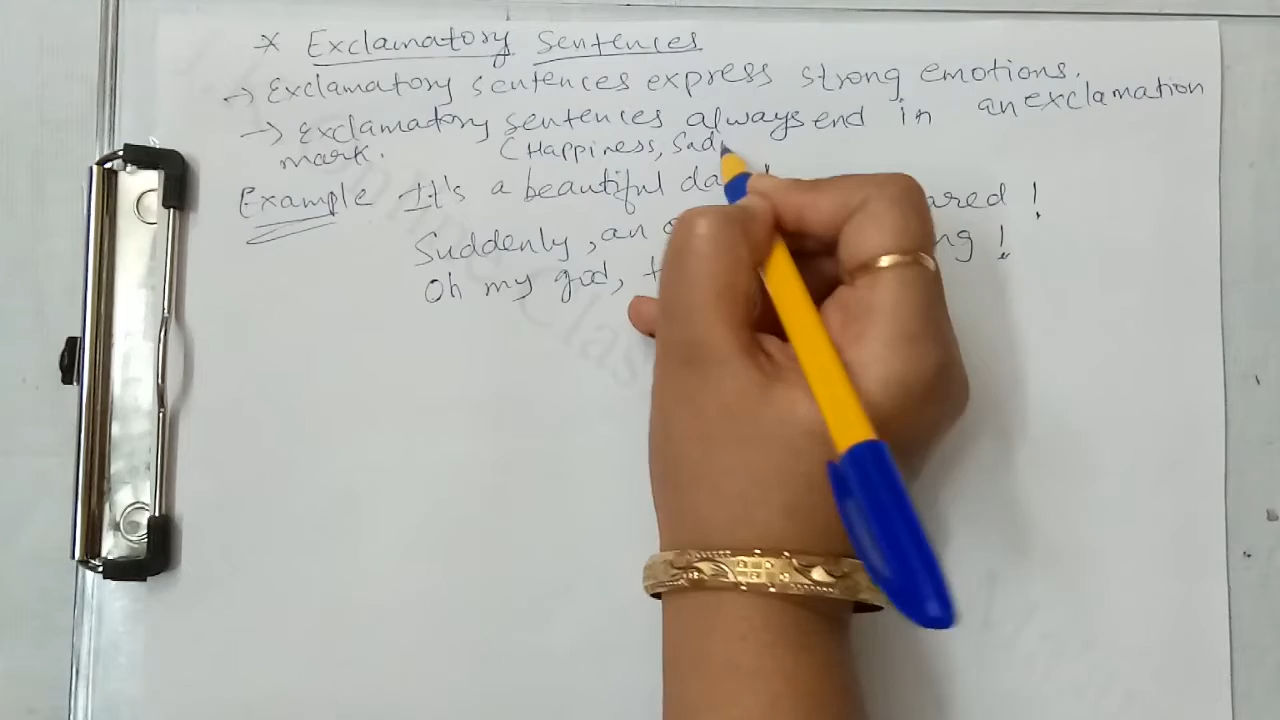 * Exclamatory Sentences
→ Exclamatory sentences express strong emotions.
→ Exclamatory sentences always end in an exclamation
mark. (Happiness, Sad
Example It's a beautiful da !
Suddenly, an !
Oh my god,